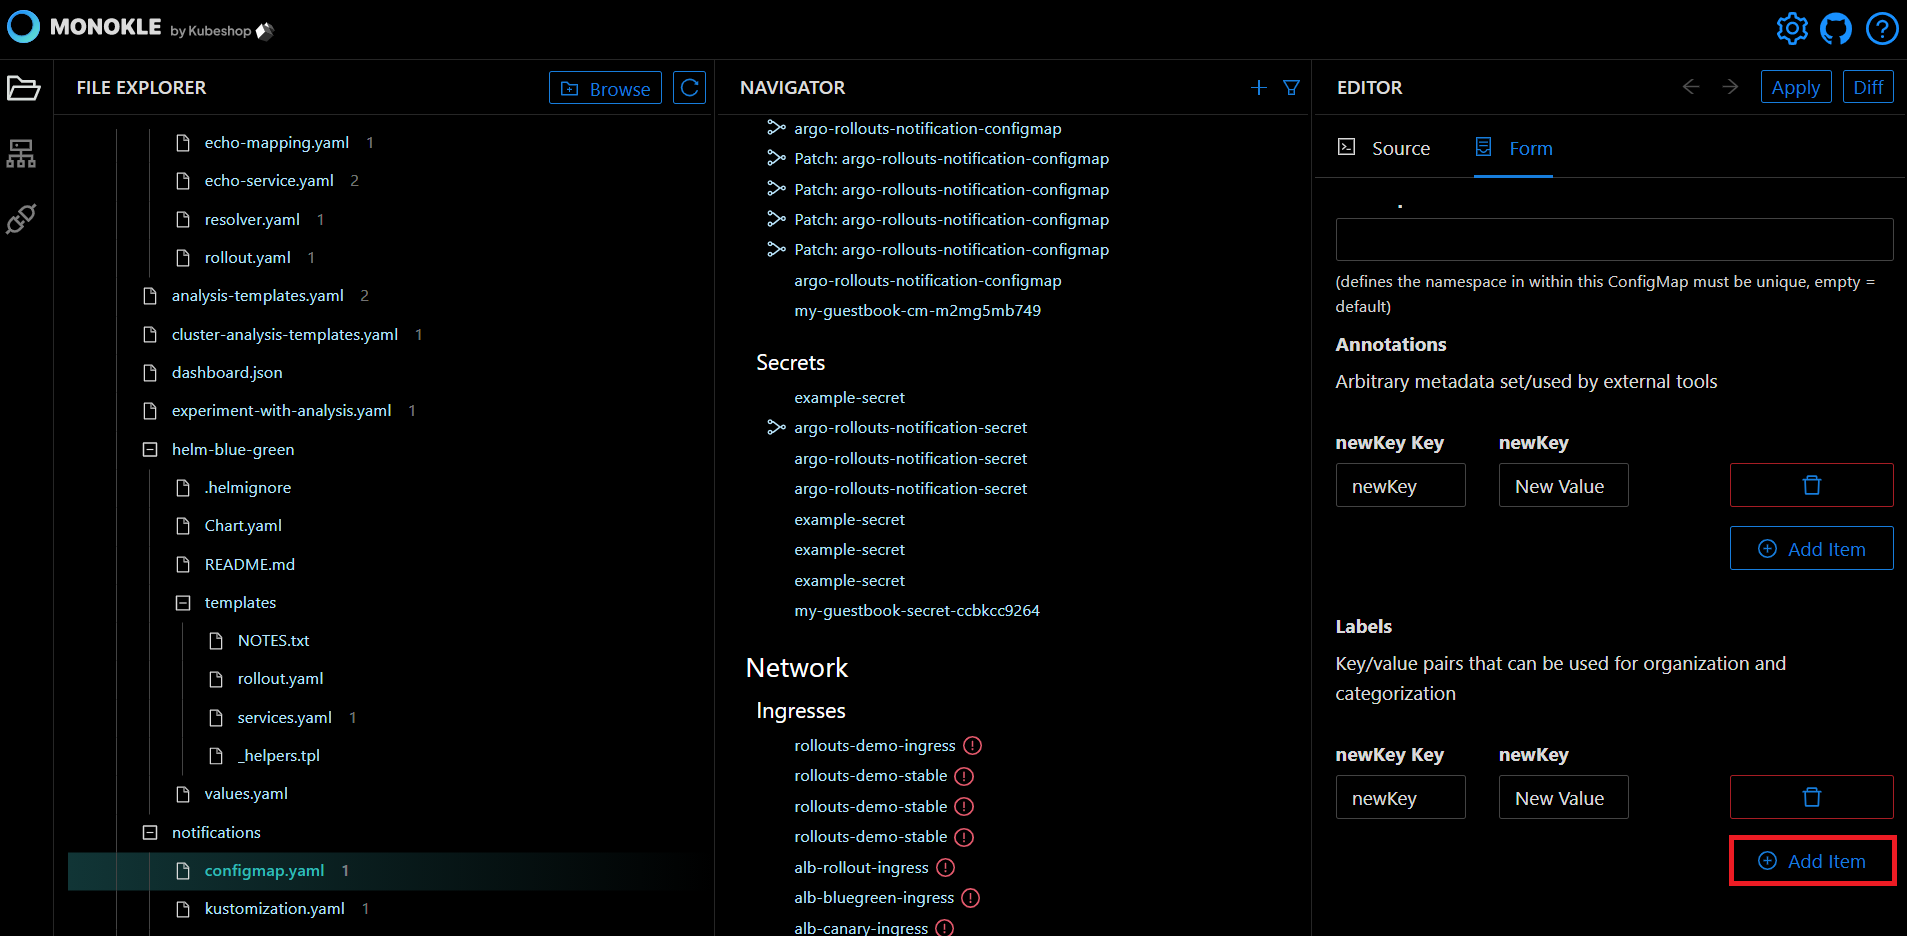 MONOKLE by Kubeshop
FILE EXPLORER
Browse
echo-mapping.yaml 1
echo-service.yaml 2
resolver.yaml 1
rollout.yaml 1
analysis-templates.yaml 2
cluster-analysis-templates.yaml 1
dashboard.json
experiment-with-analysis.yaml 1
helm-blue-green
.helmignore
Chart.yaml
README.md
templates
NOTES.txt
rollout.yaml
services.yaml 1
_helpers.tpl
values.yaml
notifications
configmap.yaml 1
kustomization.yaml 1
NAVIGATOR
argo-rollouts-notification-configmap
Patch: argo-rollouts-notification-configmap
Patch: argo-rollouts-notification-configmap
Patch: argo-rollouts-notification-configmap
Patch: argo-rollouts-notification-configmap
argo-rollouts-notification-configmap
my-guestbook-cm-m2mg5mb749
Secrets
example-secret
argo-rollouts-notification-secret
argo-rollouts-notification-secret
argo-rollouts-notification-secret
example-secret
example-secret
example-secret
my-guestbook-secret-ccbkcc9264
Network
Ingresses
rollouts-demo-ingress
rollouts-demo-stable
rollouts-demo-stable
rollouts-demo-stable
alb-rollout-ingress
alb-bluegreen-ingress
alb-canary-ingress
EDITOR
Apply
Diff
Source
Form
(defines the namespace in within this ConfigMap must be unique, empty =
default)
Annotations
Arbitrary metadata set/used by external tools
newKey Key newKey
newKey New Value
Add Item
Labels
Key/value pairs that can be used for organization and
categorization
newKey Key newKey
newKey New Value
Add Item